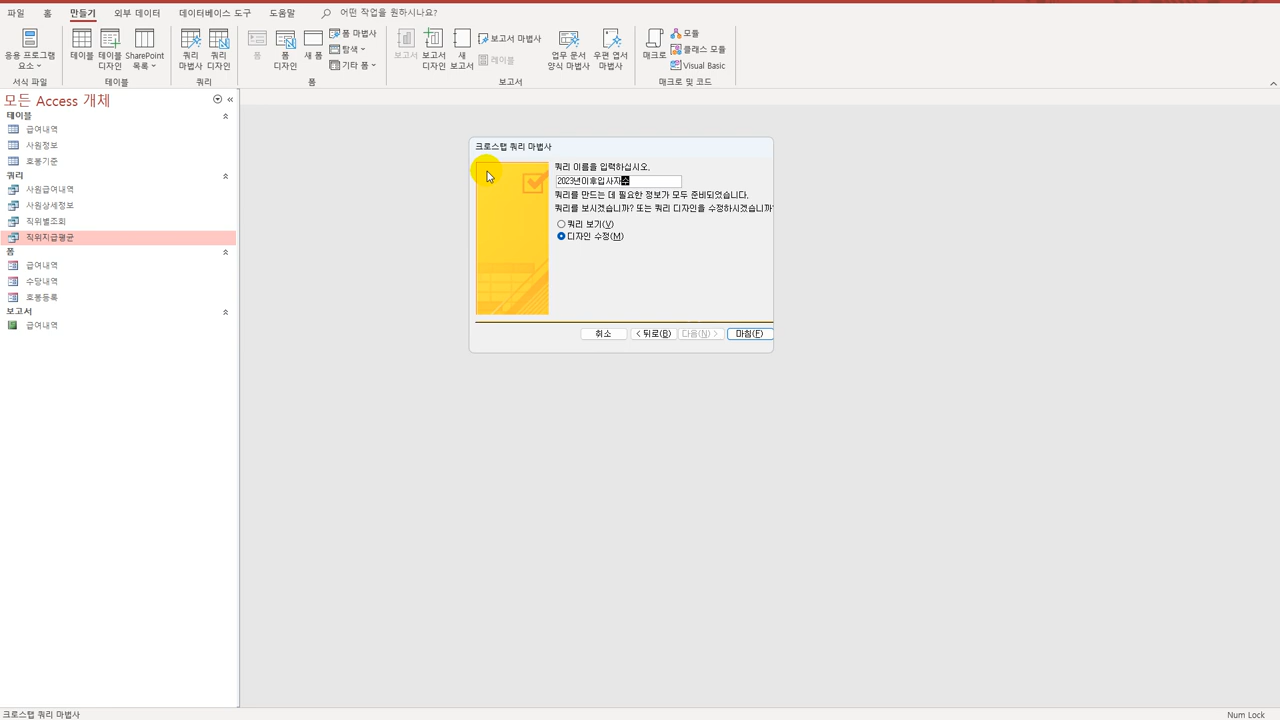 파일 홈 만들기 외부 데이터 데이터베이스 도구 도움말 어떤 작업을 원하시나요?
응용 프로그램 요소
테이블
테이블 디자인
SharePoint 목록
쿼리 마법사
쿼리 디자인
폼
폼 디자인
새 폼
폼 마법사
탐색
기타 폼
보고서
보고서 디자인
새 보고서
보고서 마법사
레이블
업무 문서 양식 마법사
우편 엽서 마법사
매크로
모듈
클래스 모듈
Visual Basic
서식 파일 테이블 쿼리 폼 보고서 매크로 및 코드
모든 Access 개체
테이블
급여내역
사원정보
호봉기준
쿼리
사원급여내역
사원상세정보
직위별조회
직위지급평균
폼
급여내역
수당내역
호봉등록
보고서
급여내역
크로스탭 쿼리 마법사
쿼리 이름을 입력하십시오.
2023년이후입사자수
쿼리를 만드는 데 필요한 정보가 모두 준비되었습니다.
쿼리를 보시겠습니까? 또는 쿼리 디자인을 수정하시겠습니까
쿼리 보기(V)
디자인 수정(M)
취소 < 뒤로(B) 다음(N) > 마침(F)
크로스탭 쿼리 마법사 Num Lock